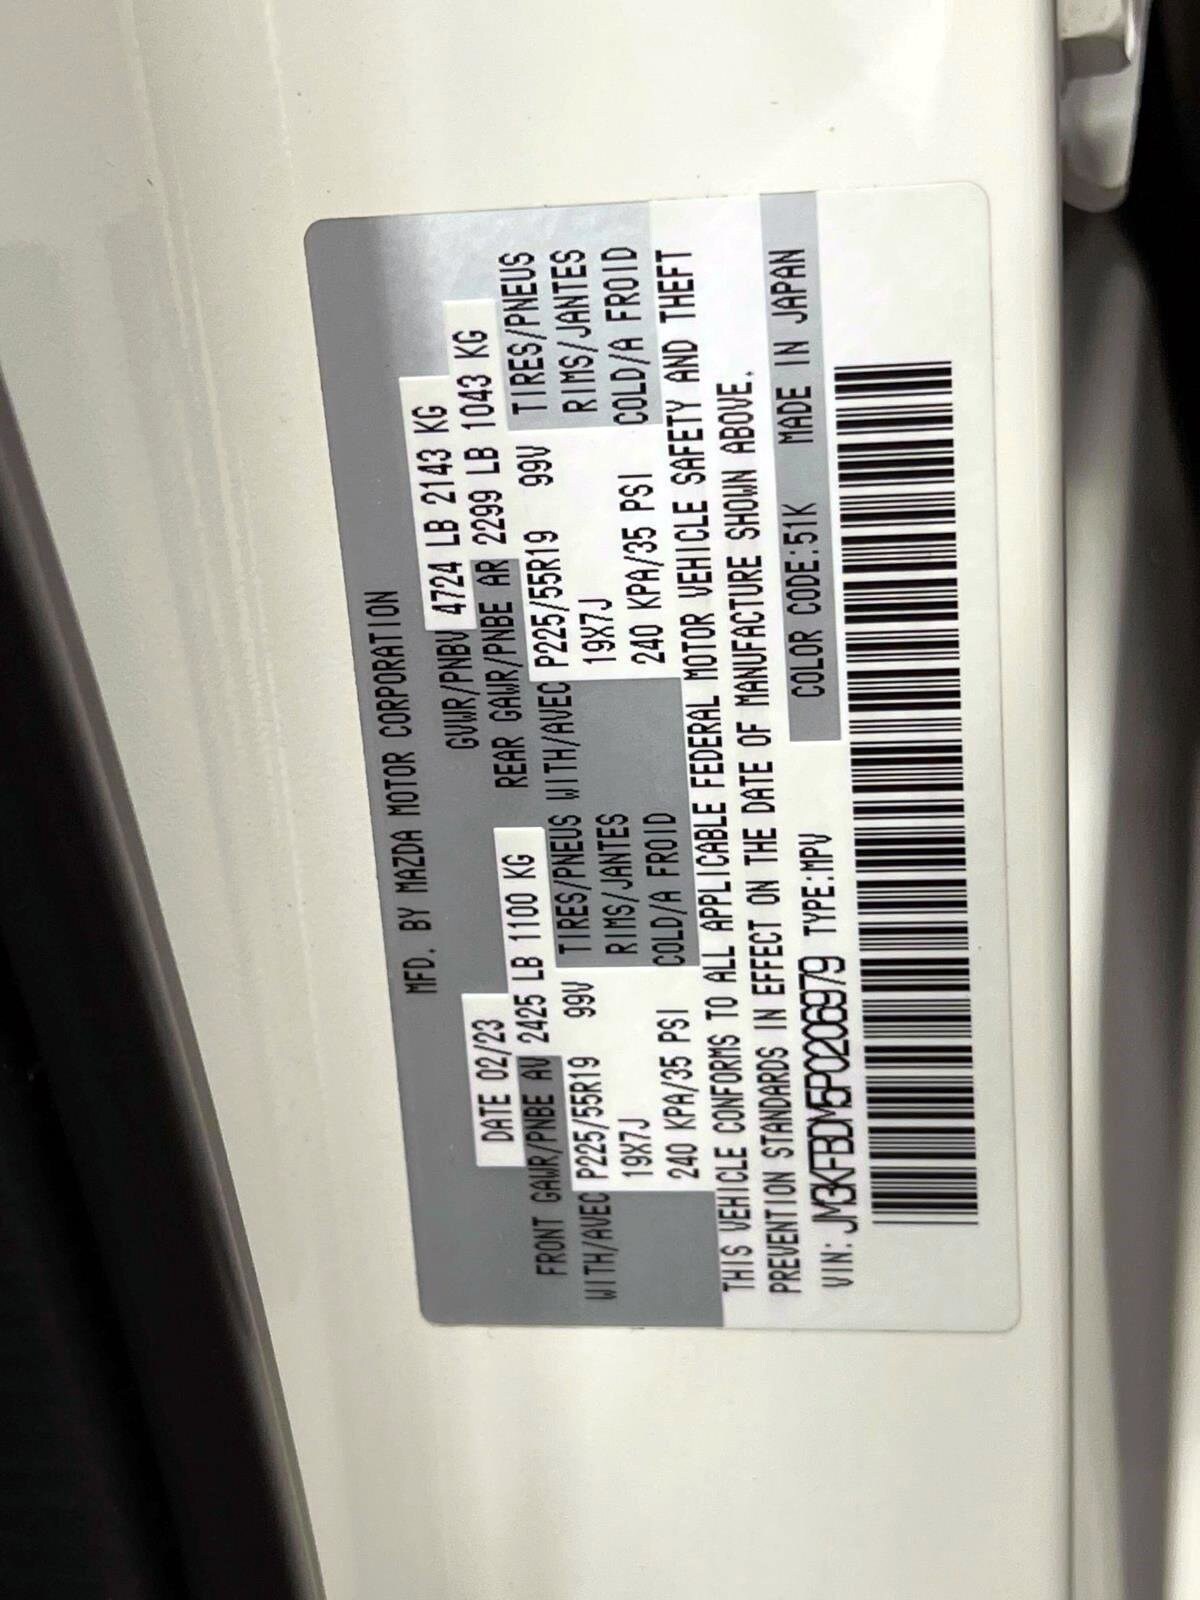 MFD. BY MAZDA MOTOR CORPORATION
DATE 02/23 GVWR/PNBV 4724 LB 2143 KG
FRONT GAWR/PNBE AV 2425 LB 1100 KG REAR GAWR/PNBE AR 2299 LB 1043 KG
WITH/AVEC P225/55R19 99V TIRES/PNEUS WITH/AVEC P225/55R19 99V TIRES/PNEUS
19X7J RIMS/JANTES 19X7J RIMS/JANTES
240 KPA/35 PSI COLD/A FROID 240 KPA/35 PSI COLD/A FROID
THIS VEHICLE CONFORMS TO ALL APPLICABLE FEDERAL MOTOR VEHICLE SAFETY AND THEFT
PREVENTION STANDARDS IN EFFECT ON THE DATE OF MANUFACTURE SHOWN ABOVE.
VIN: JM3KFBDM5P0206979 TYPE:MPV COLOR CODE:51K MADE IN JAPAN